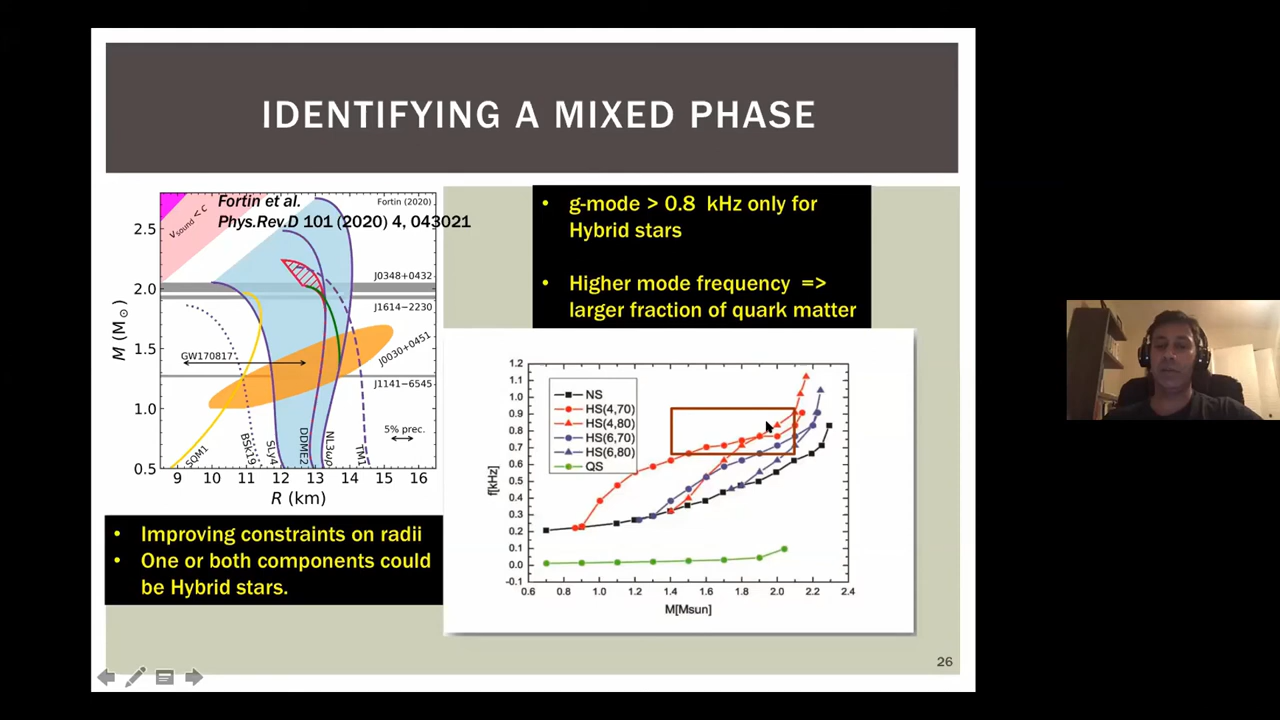 IDENTIFYING A MIXED PHASE
Fortin et al.
Phys.Rev.D 101 (2020) 4, 043021
Fortin (2020)
vsound < c
J0348+0432
J1614−2230
J0030+0451
GW170817
J1141−6545
5% prec.
SQM1
BSk19
SLy4
DDME2
NL3ωρ
TM1
2.5
2.0
1.5
1.0
0.5
M (M⊙)
9 10 11 12 13 14 15 16
R (km)
• Improving constraints on radii
• One or both components could
be Hybrid stars.
• g-mode > 0.8 kHz only for
Hybrid stars
• Higher mode frequency =>
larger fraction of quark matter
NS
HS(4,70)
HS(4,80)
HS(6,70)
HS(6,80)
QS
1.2
1.1
1.0
0.9
0.8
0.7
0.6
0.5
0.4
0.3
0.2
0.1
0.0
-0.1
f[kHz]
0.6 0.8 1.0 1.2 1.4 1.6 1.8 2.0 2.2 2.4
M[Msun]
26